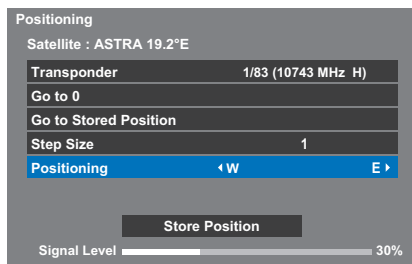 Positioning
Satellite : ASTRA 19.2°E
Transponder 1/83 (10743 MHz H)
Go to 0
Go to Stored Position
Step Size 1
Positioning W E
Store Position
Signal Level 30%